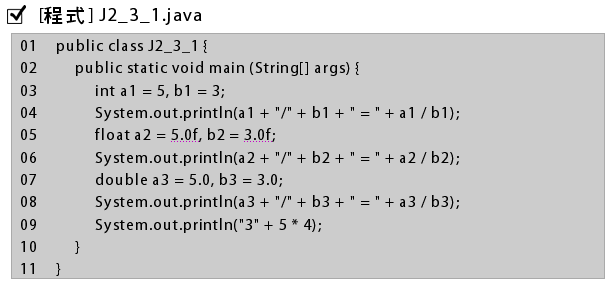 [程式] J2_3_1.java
01 public class J2_3_1 {
02 public static void main (String[] args) {
03 int a1 = 5, b1 = 3;
04 System.out.println(a1 + "/" + b1 + " = " + a1 / b1);
05 float a2 = 5.0f, b2 = 3.0f;
06 System.out.println(a2 + "/" + b2 + " = " + a2 / b2);
07 double a3 = 5.0, b3 = 3.0;
08 System.out.println(a3 + "/" + b3 + " = " + a3 / b3);
09 System.out.println("3" + 5 * 4);
10 }
11 }